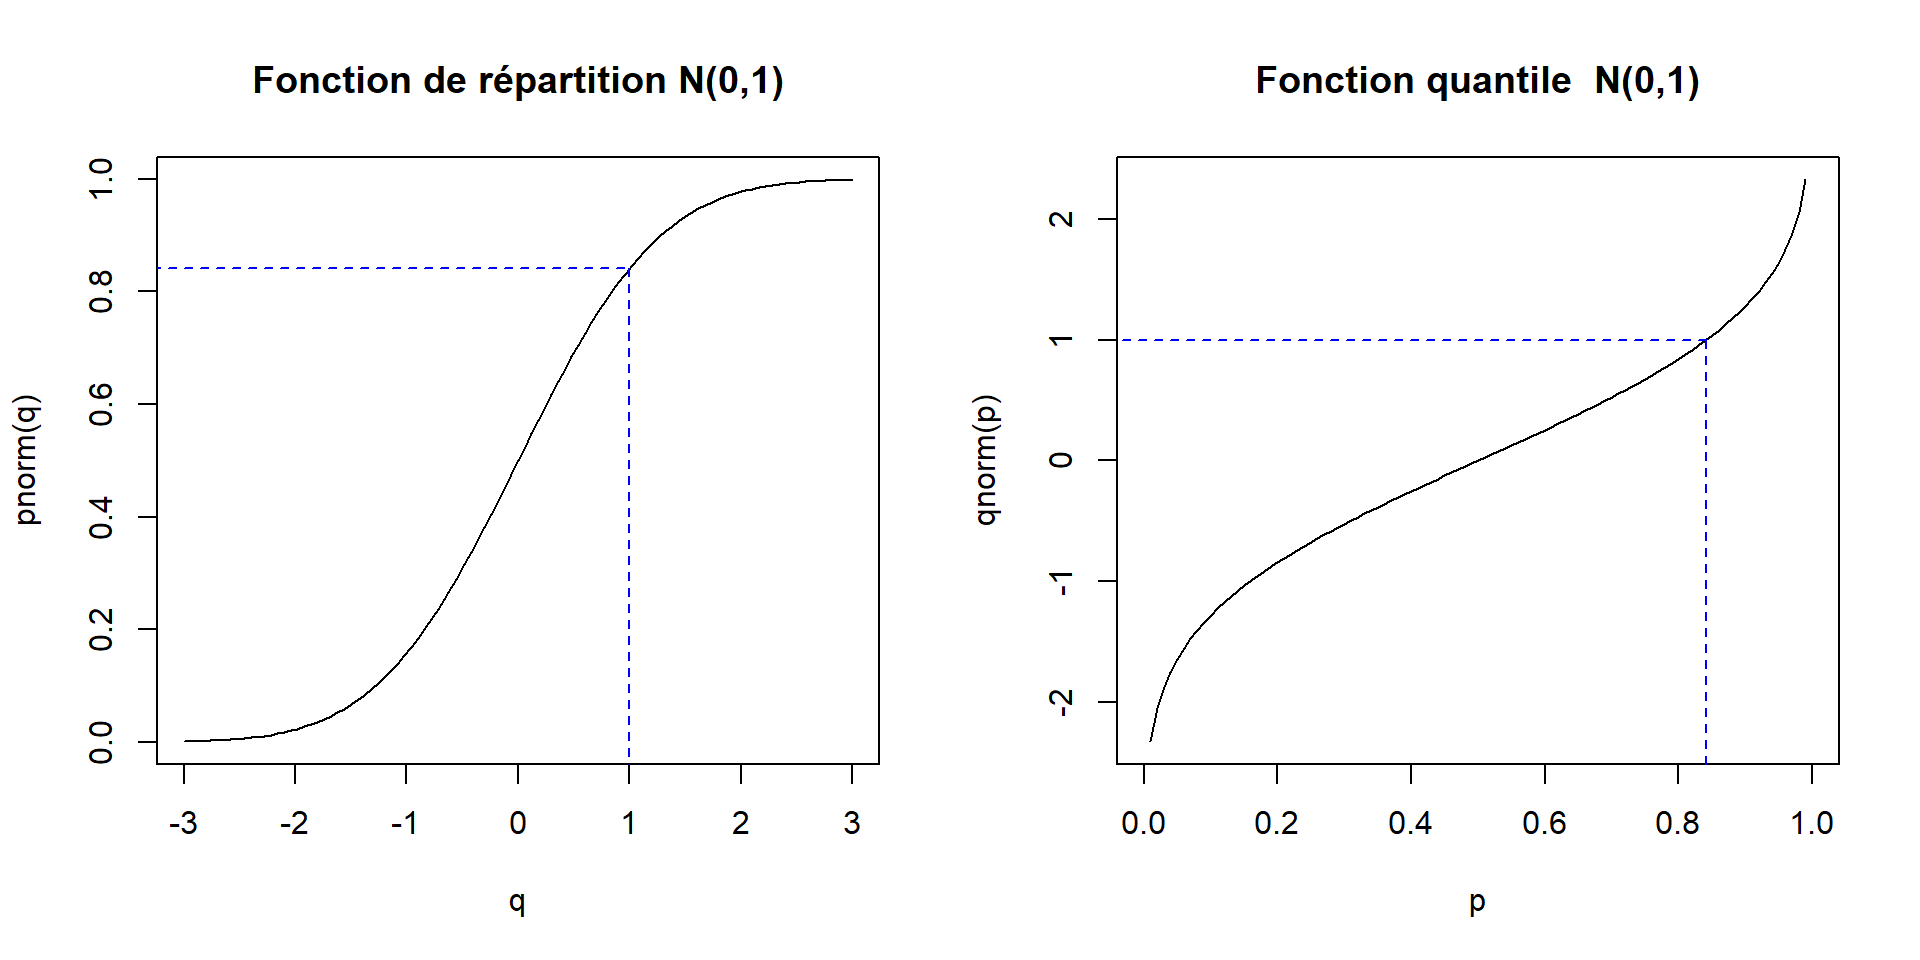 Fonction de répartition N(0,1)
pnorm(q)
1.0
0.8
0.6
0.4
0.2
0.0
-3 -2 -1 0 1 2 3
q
Fonction quantile  N(0,1)
qnorm(p)
2
1
0
-1
-2
0.0 0.2 0.4 0.6 0.8 1.0
p